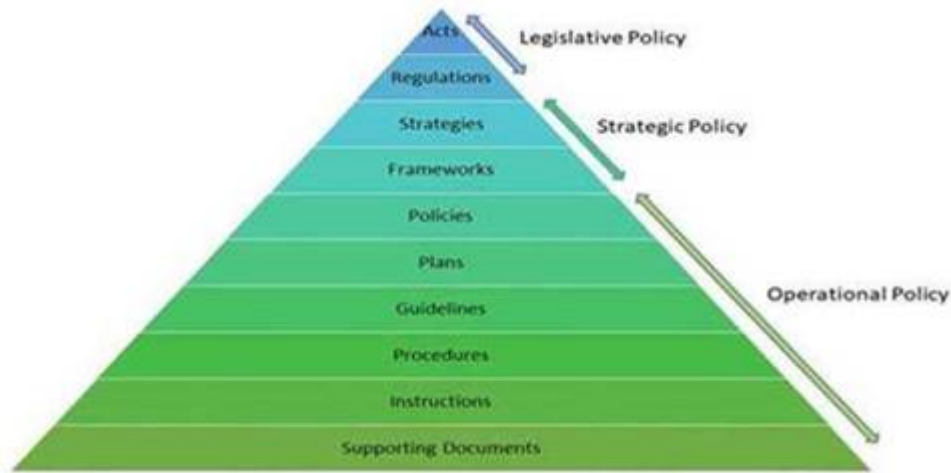 Acts
Legislative Policy
Regulations
Strategies
Strategic Policy
Frameworks
Policies
Plans
Operational Policy
Guidelines
Procedures
Instructions
Supporting Documents